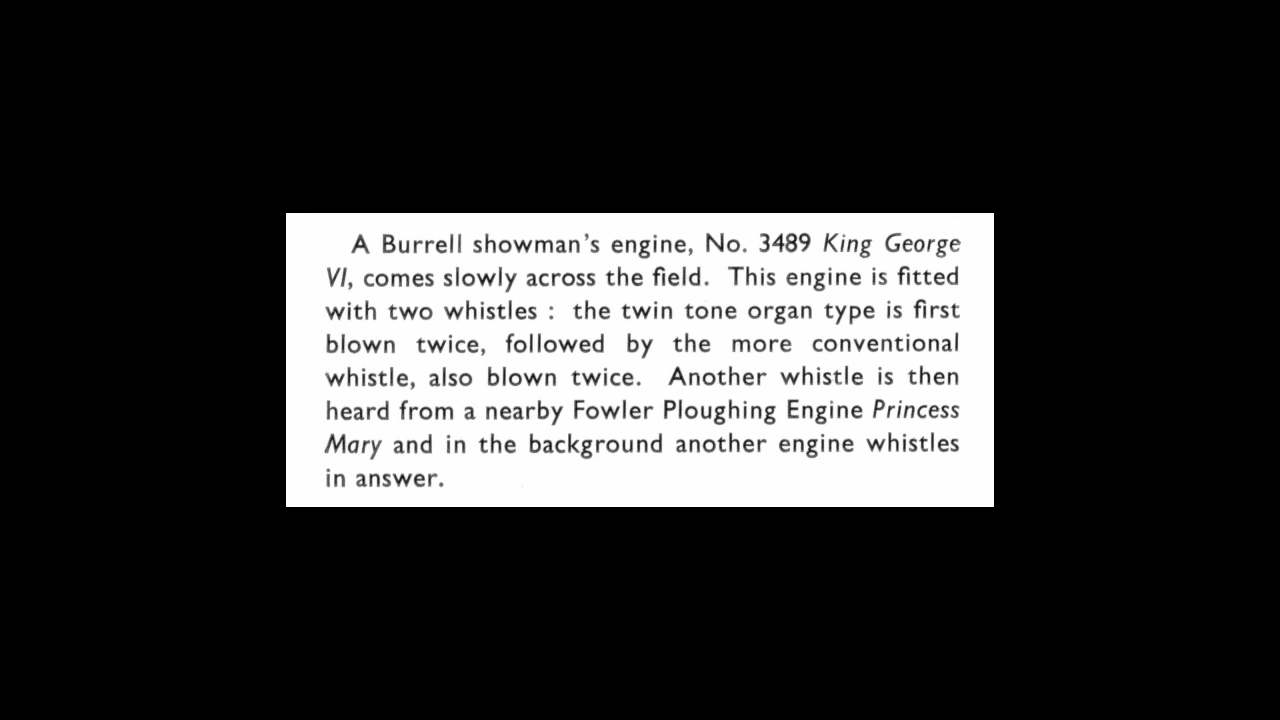 A Burrell showman's engine, No. 3489 King George
VI, comes slowly across the field. This engine is fitted
with two whistles : the twin tone organ type is first
blown twice, followed by the more conventional
whistle, also blown twice. Another whistle is then
heard from a nearby Fowler Ploughing Engine Princess
Mary and in the background another engine whistles
in answer.